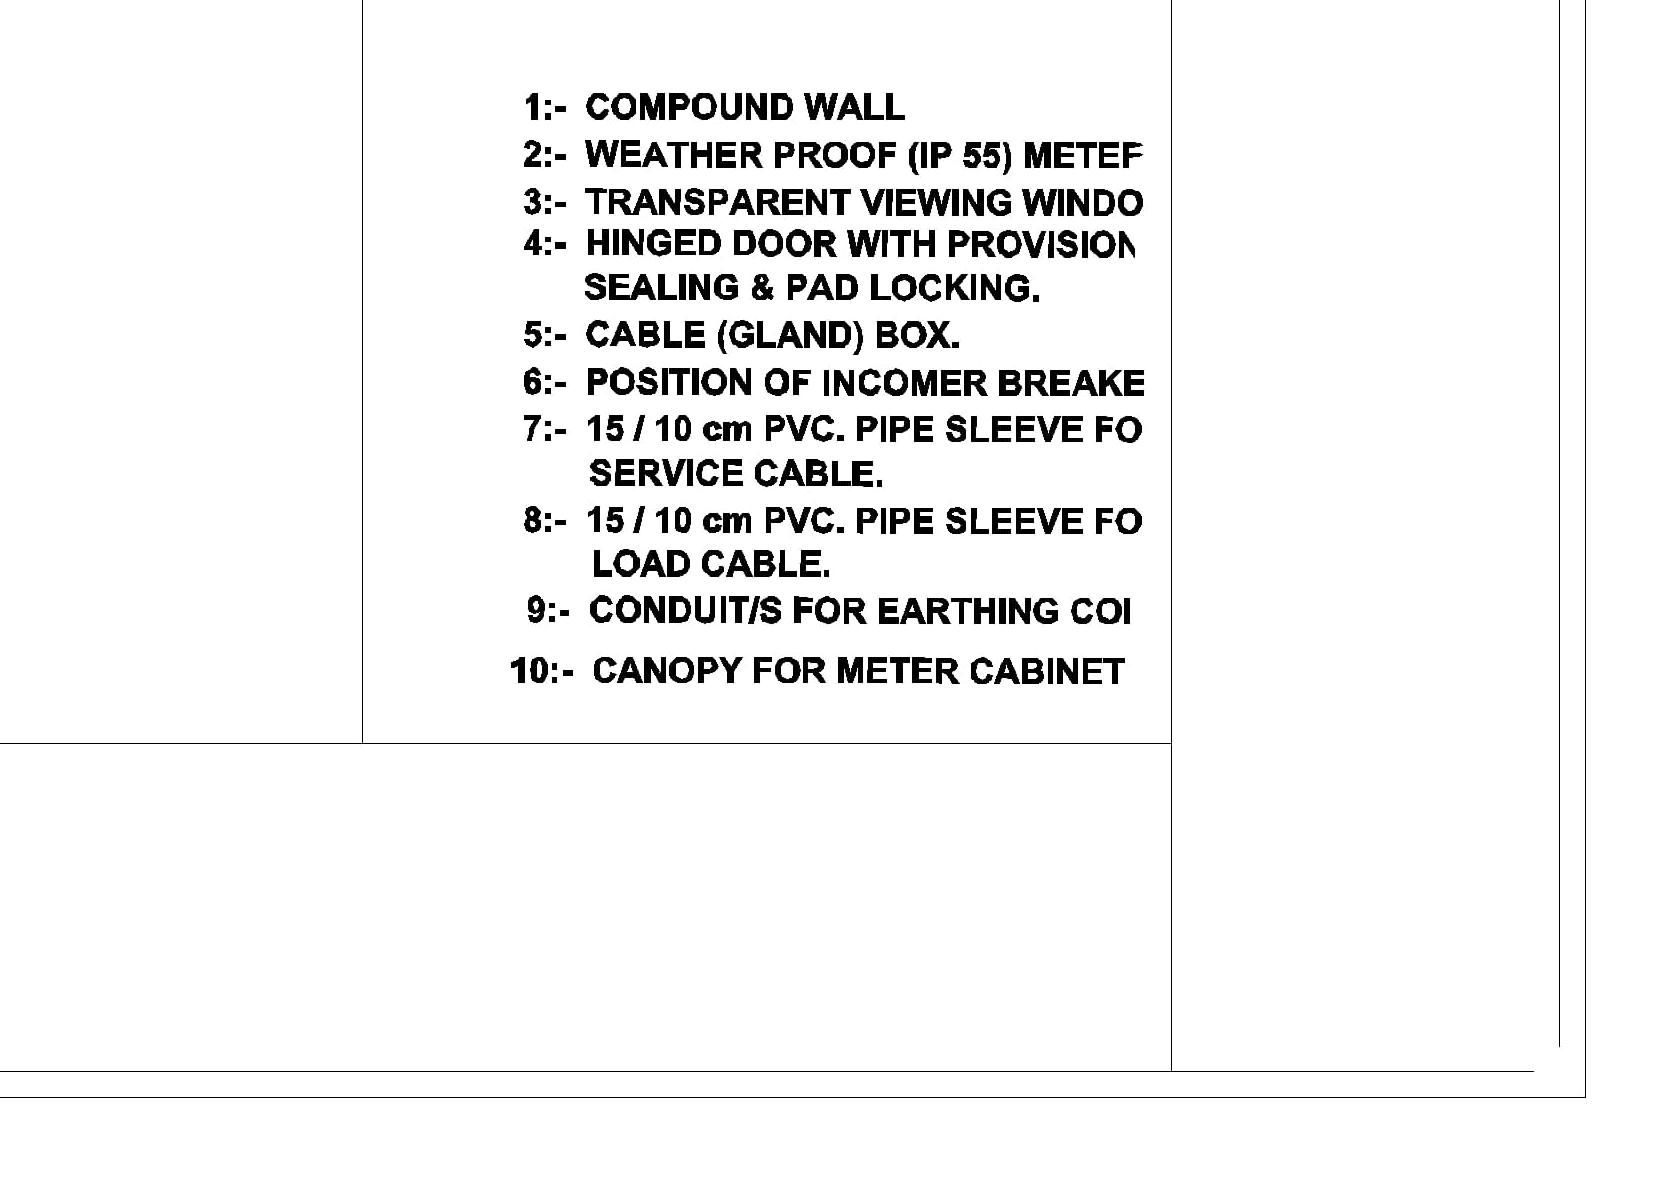 1:- COMPOUND WALL
2:- WEATHER PROOF (IP 55)
3:- TRANSPARENT VIEWING WINDO
4:- HINGED DOOR WITH PROVISION
SEALING & PAD LOCKING.
5:- CABLE (GLAND) BOX.
6:- POSITION OF INCOMER BREAKE
7:- 15 / 10 cm PVC. PIPE SLEEVE FO
SERVICE CABLE.
8:- 15 / 10 cm PVC. PIPE SLEEVE FO
LOAD CABLE.
9:- CONDUIT/S FOR EARTHING
10:- CANOPY FOR METER CABINET